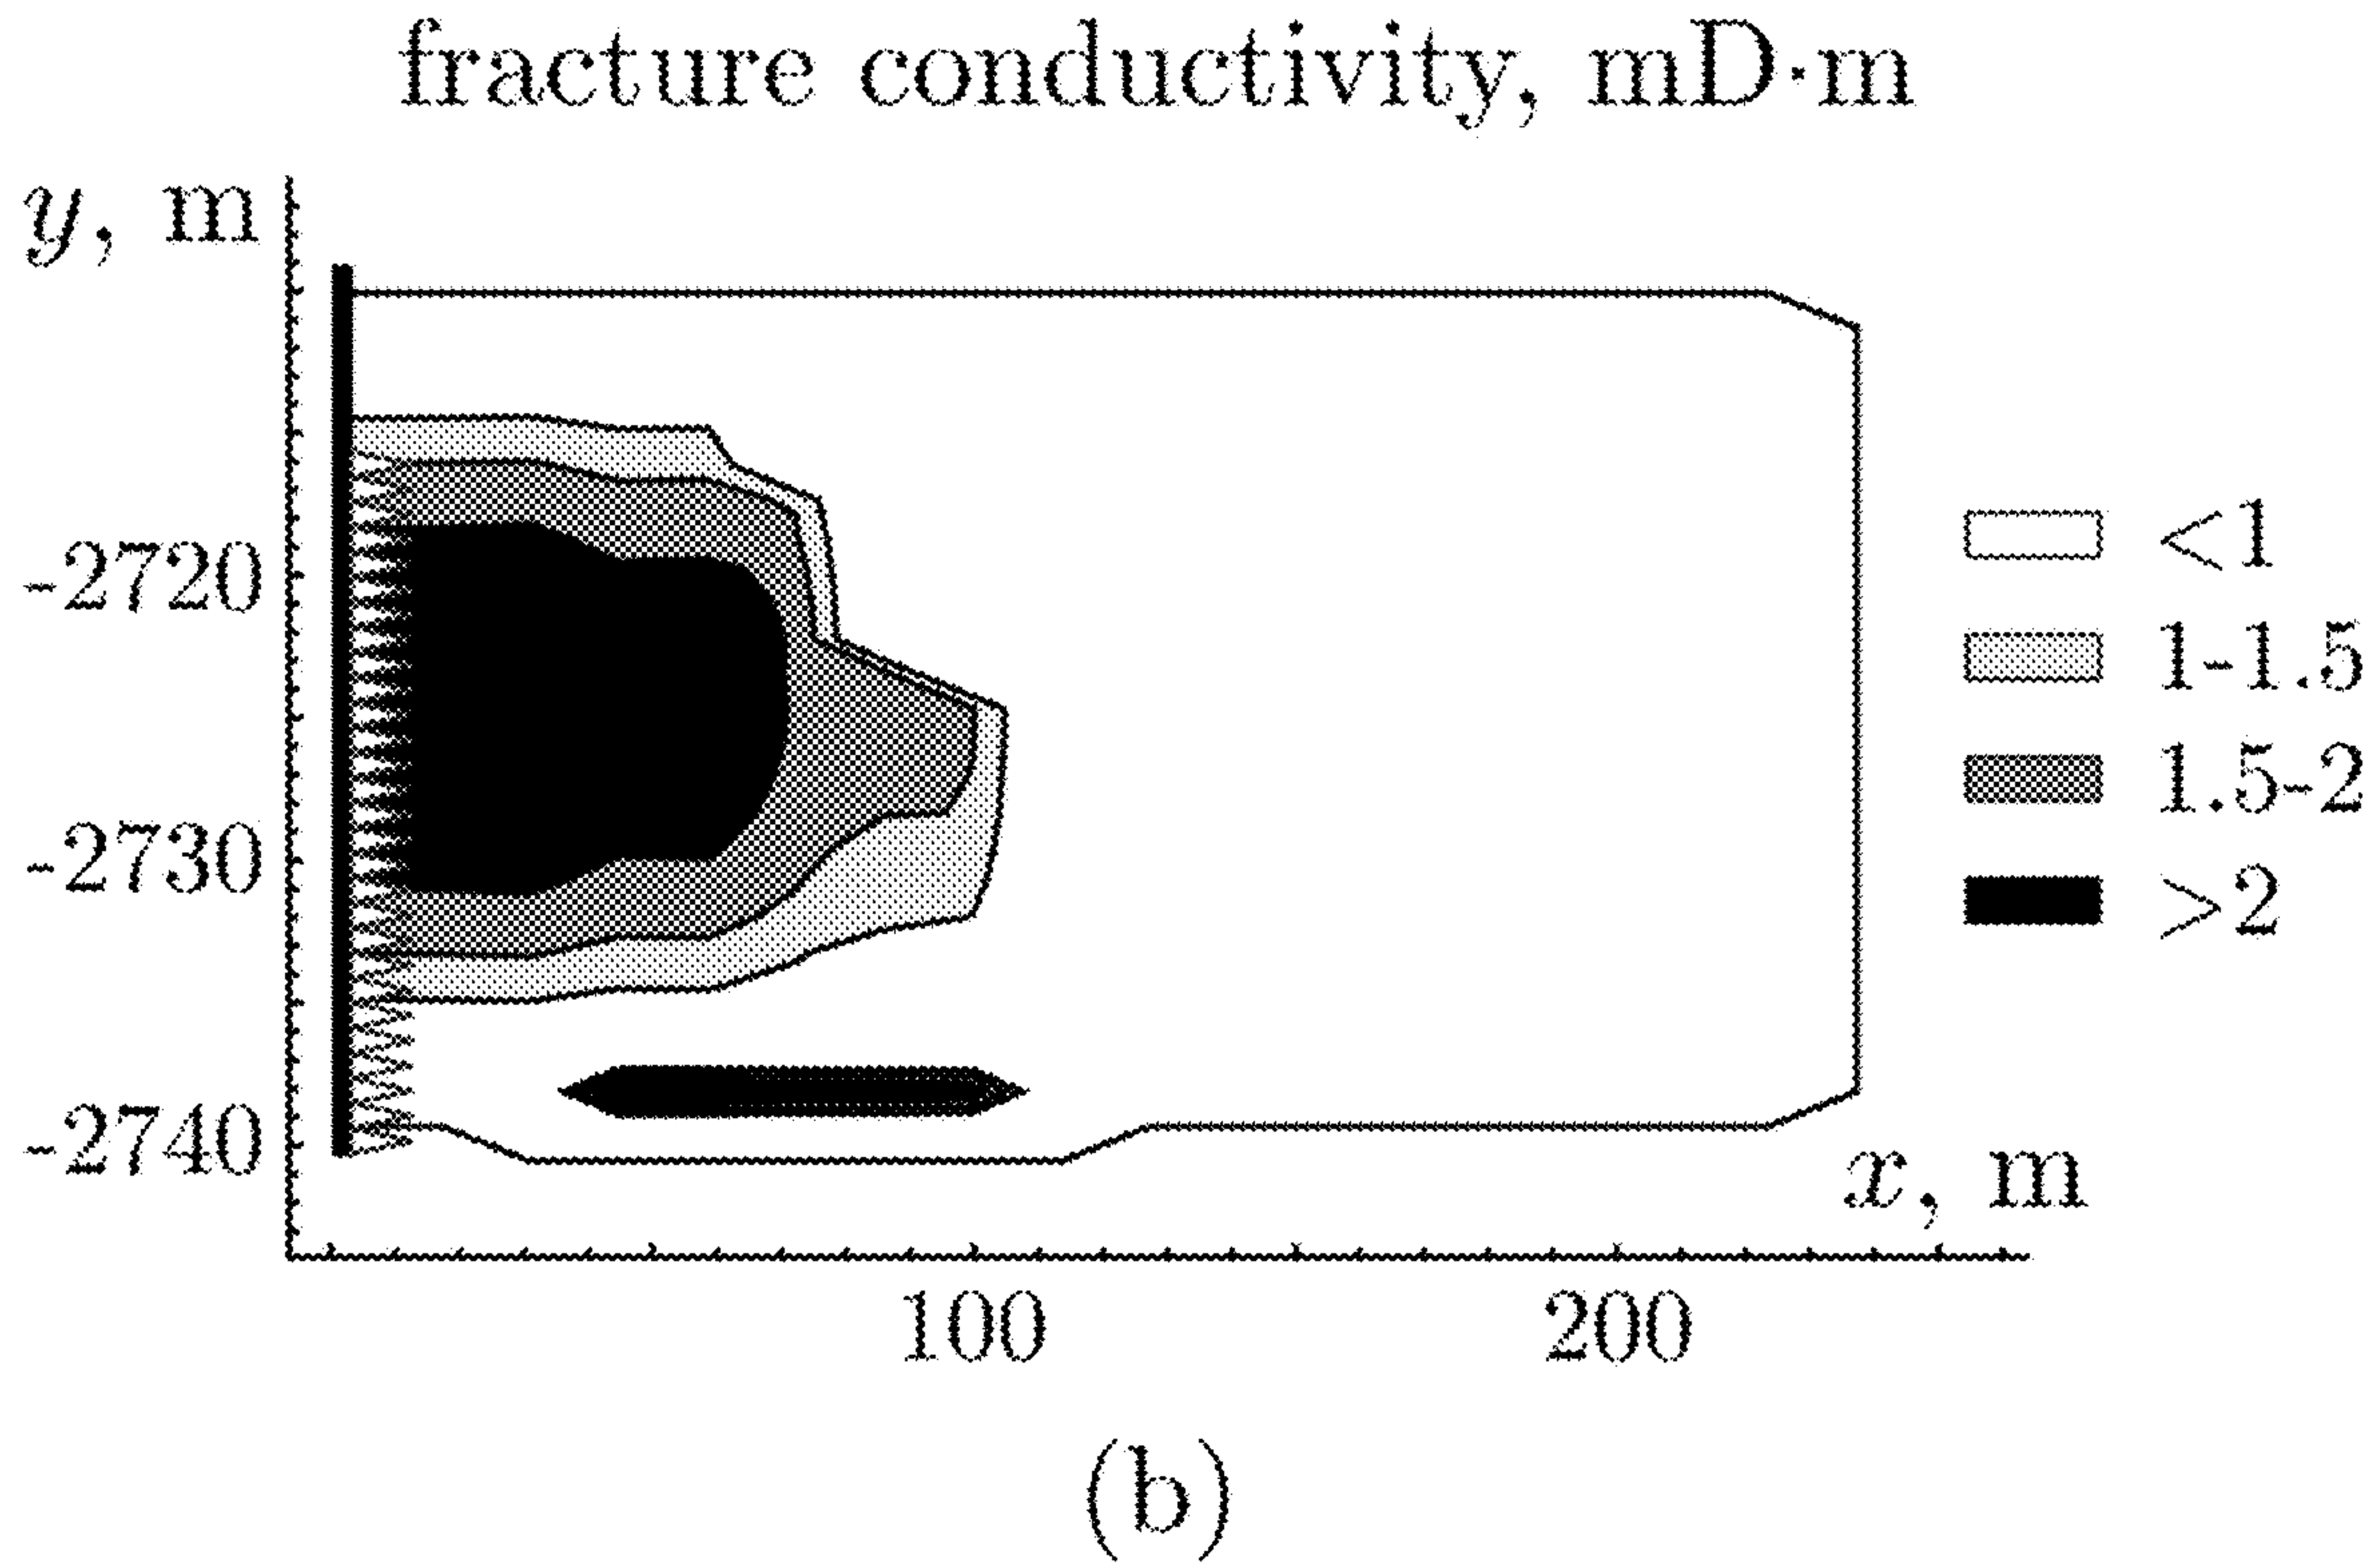 fracture conductivity, mD·m
y, m
-2720
-2730
-2740
<1
1-1.5
1.5-2
>2
x, m
100
200
(b)